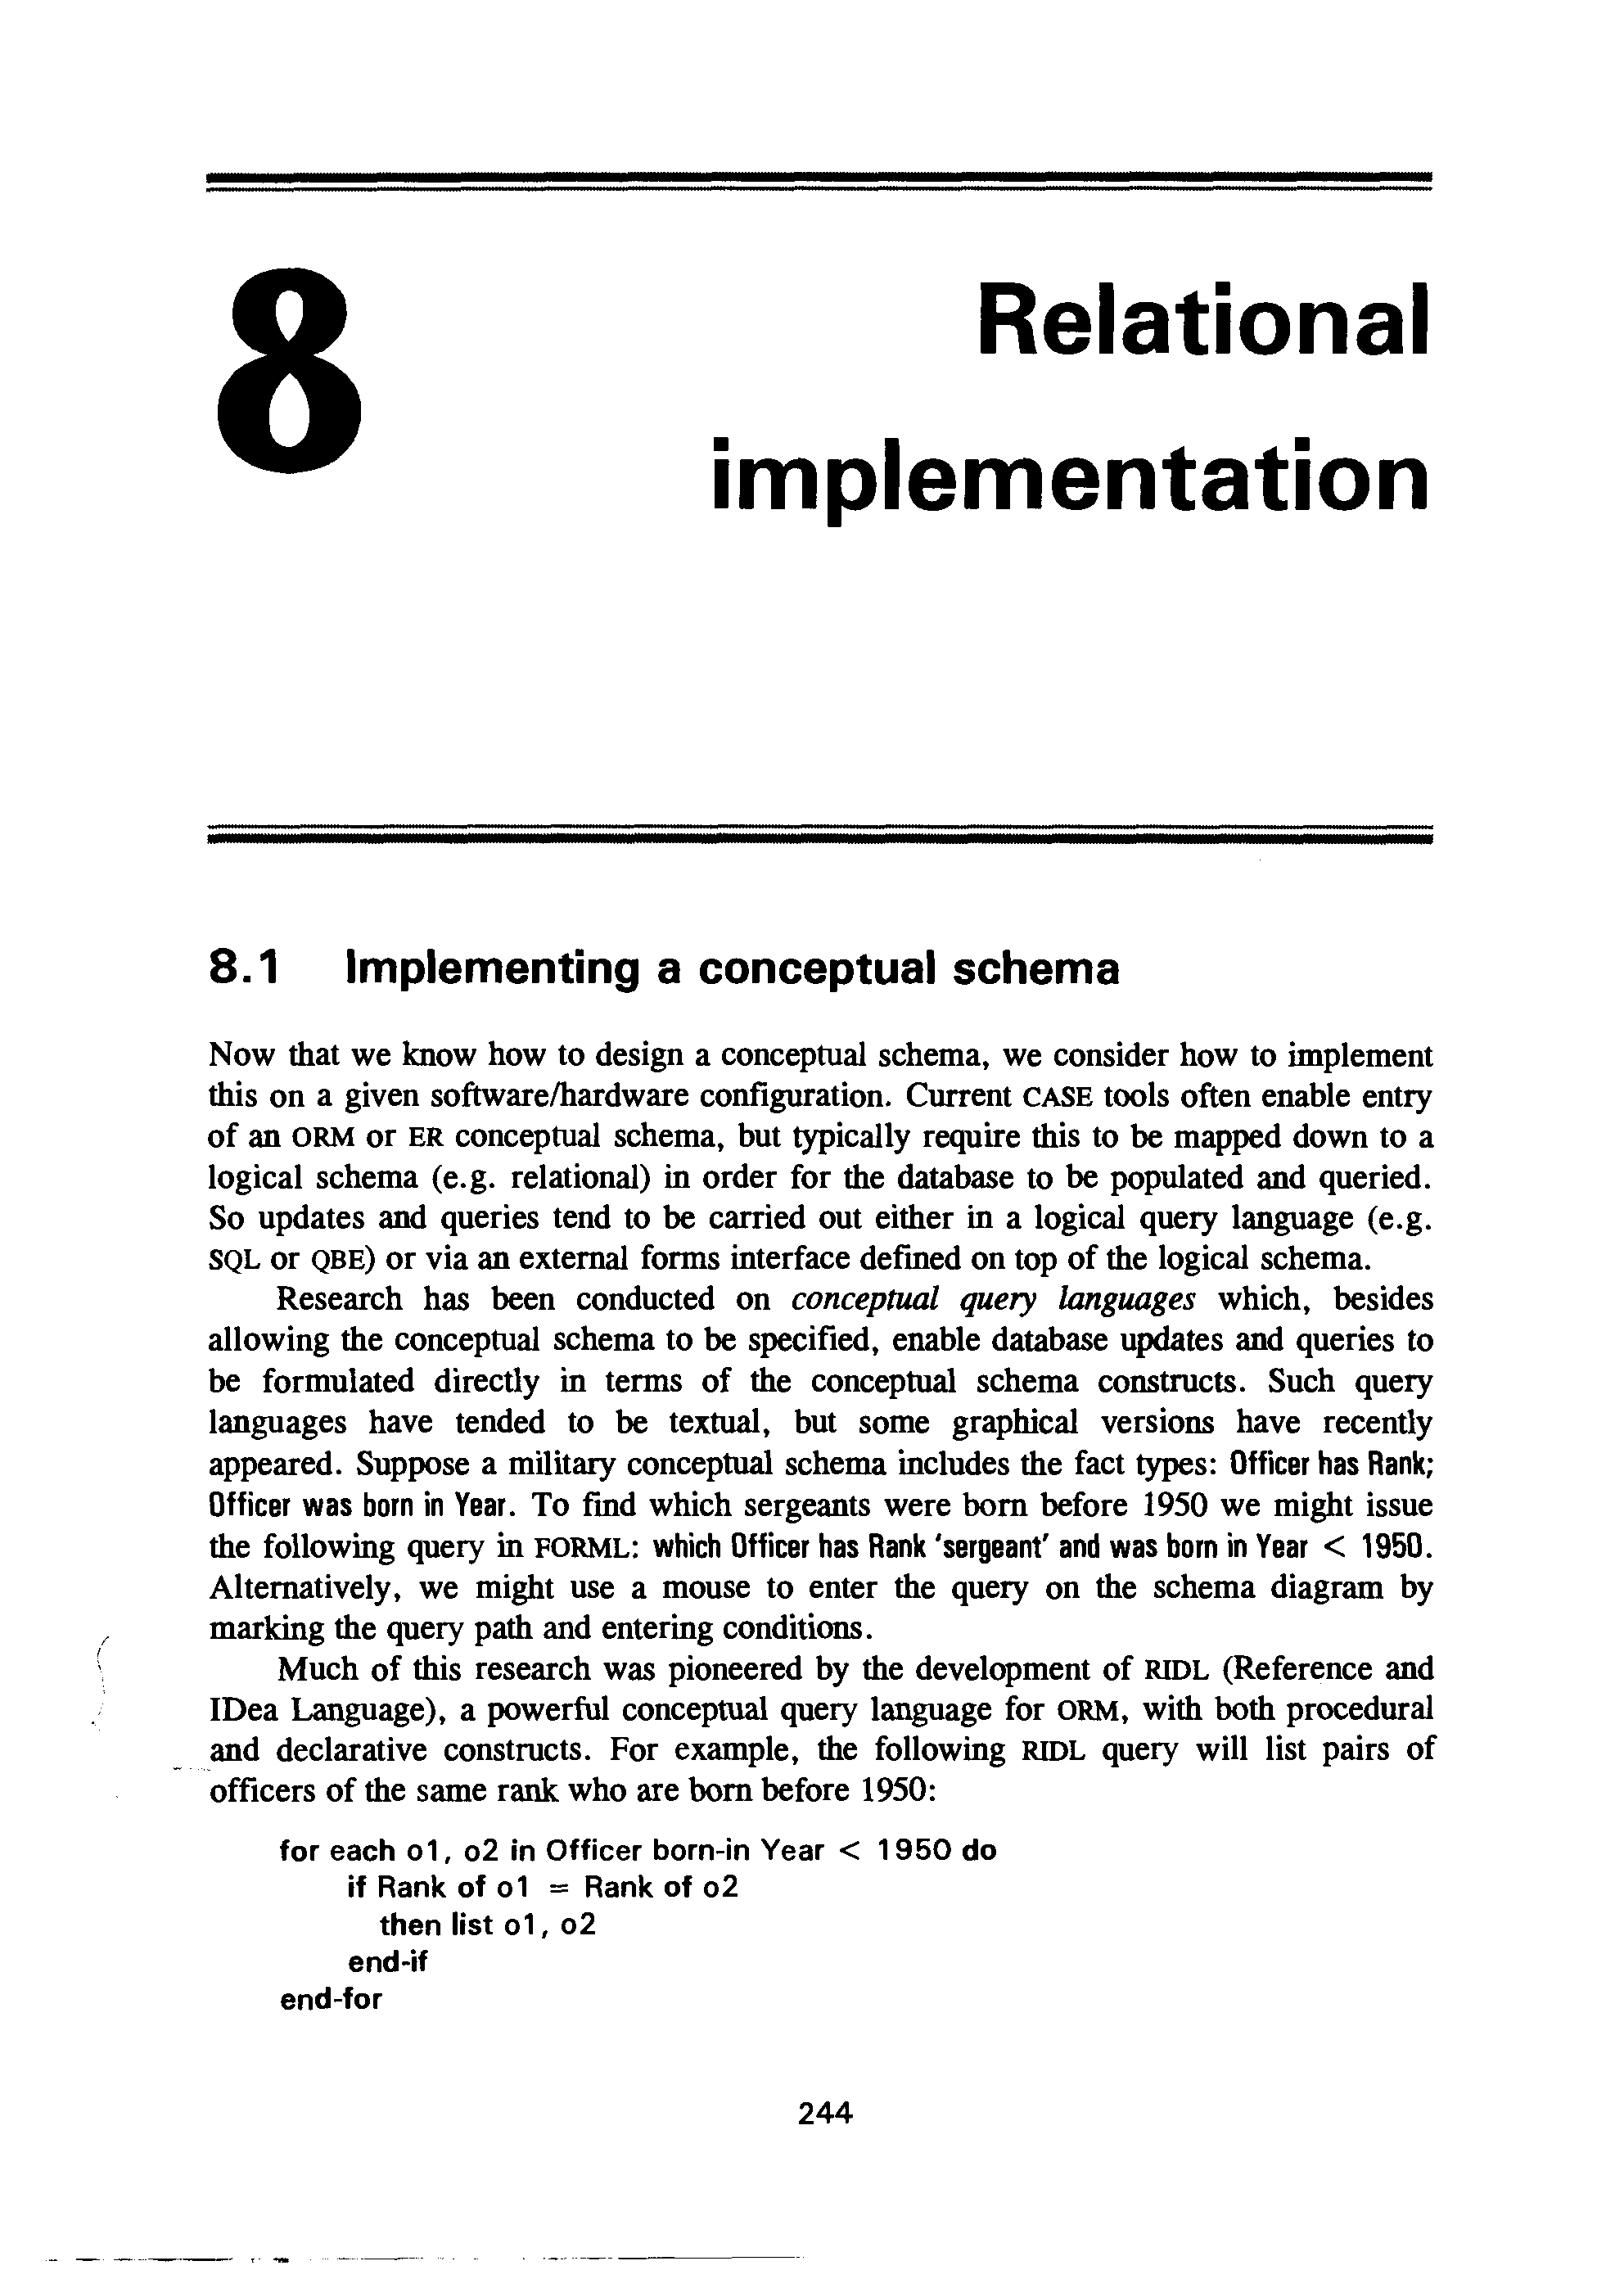 8
Relational
implementation
8.1 Implementing a conceptual schema
Now that we know how to design a conceptual schema, we consider how to implement
this on a given software/hardware configuration. Current CASE tools often enable entry
of an ORM or ER conceptual schema, but typically require this to be mapped down to a
logical schema (e.g. relational) in order for the database to be populated and queried.
So updates and queries tend to be carried out either in a logical query language (e.g.
SQL or QBE) or via an external forms interface defined on top of the logical schema.
Research has been conducted on conceptual query languages which, besides
allowing the conceptual schema to be specified, enable database updates and queries to
be formulated directly in terms of the conceptual schema constructs. Such query
languages have tended to be textual, but some graphical versions have recently
appeared. Suppose a military conceptual schema includes the fact types: Officer has Rank;
Officer was born in Year. To find which sergeants were born before 1950 we might issue
the following query in FORML: which Officer has Rank 'sergeant' and was born in Year < 1950.
Alternatively, we might use a mouse to enter the query on the schema diagram by
marking the query path and entering conditions.
Much of this research was pioneered by the development of RIDL (Reference and
IDea Language), a powerful conceptual query language for ORM, with both procedural
and declarative constructs. For example, the following RIDL query will list pairs of
officers of the same rank who are born before 1950:
for each o1, o2 in Officer born-in Year < 1950 do
if Rank of o1 = Rank of o2
then list o1, o2
end-if
end-for
244